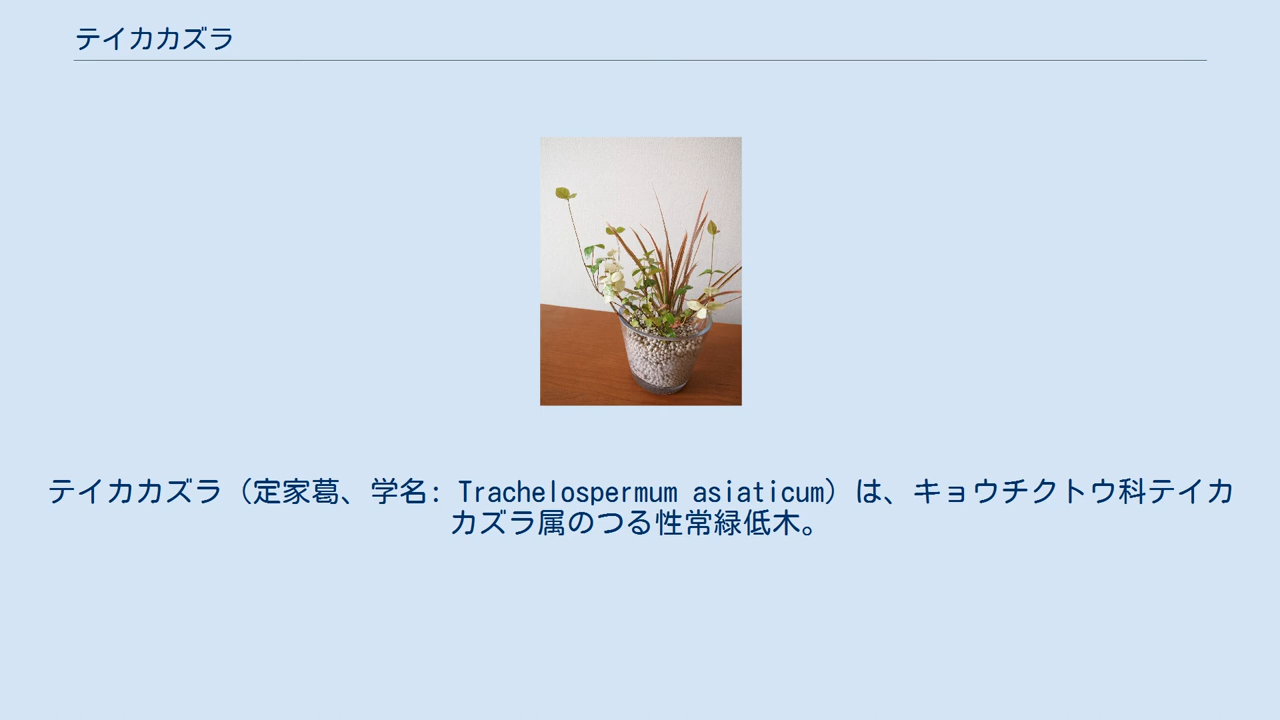 テイカカズラ
テイカカズラ（定家葛、学名: Trachelospermum asiaticum）は、キョウチクトウ科テイカ
カズラ属のつる性常緑低木。